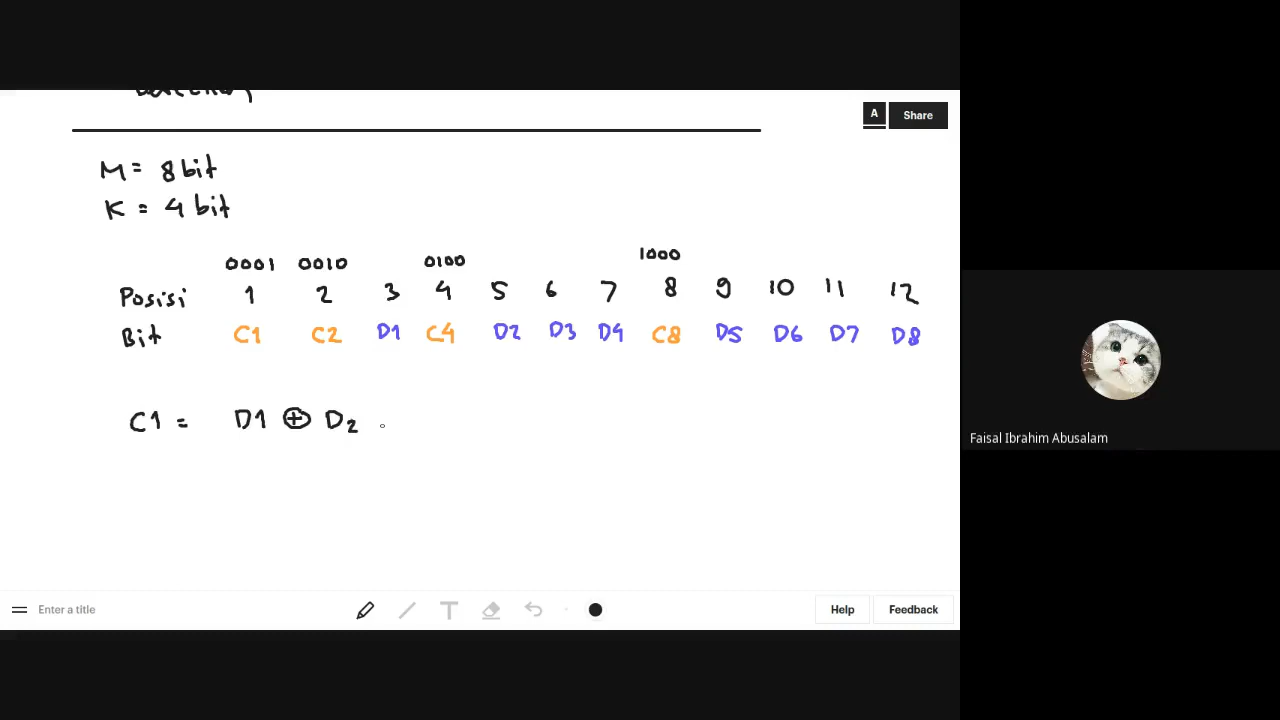 A Share
M = 8 bit
K = 4 bit
0001 0010 0100 1000
Posisi 1 2 3 4 5 6 7 8 9 10 11 12
Bit C1 C2 D1 C4 D2 D3 D4 C8 D5 D6 D7 D8
C1 = D1 ⊕ D2
Faisal Ibrahim Abusalam
Enter a title T Help Feedback